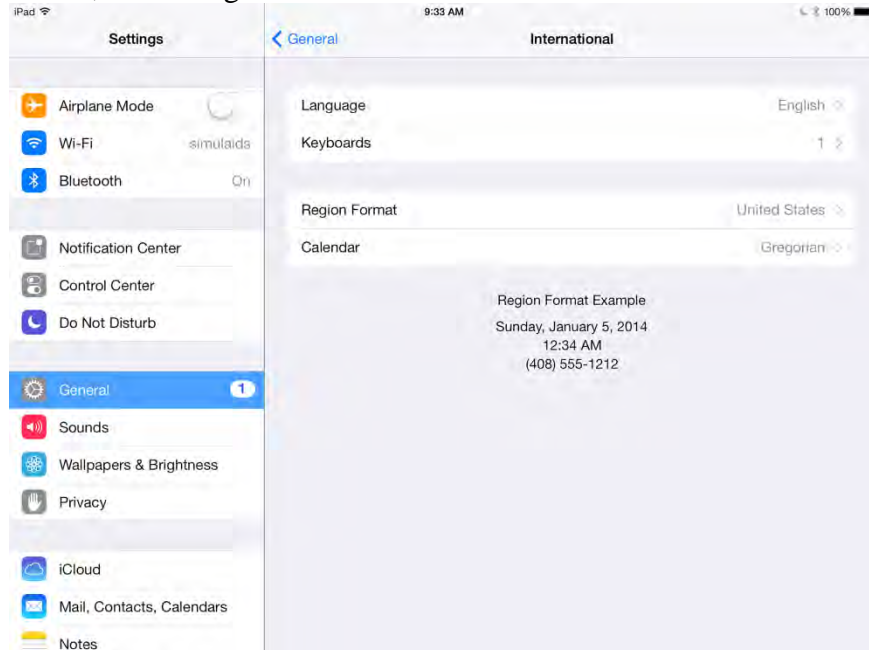 iPad 9:33 AM 100%
Settings
General International
Airplane Mode
Wi-Fi simulaids
Bluetooth On
Notification Center
Control Center
Do Not Disturb
General 1
Sounds
Wallpapers & Brightness
Privacy
iCloud
Mail, Contacts, Calendars
Notes
Language English
Keyboards 1
Region Format United States
Calendar Gregorian
Region Format Example
Sunday, January 5, 2014
12:34 AM
(408) 555-1212